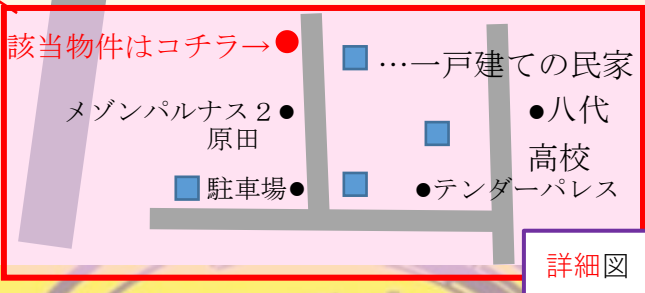 該当物件はコチラ→●
…一戸建ての民家
メゾンパルナス２●
原田
●八代
高校
駐車場●
●テンダーパレス
詳細図